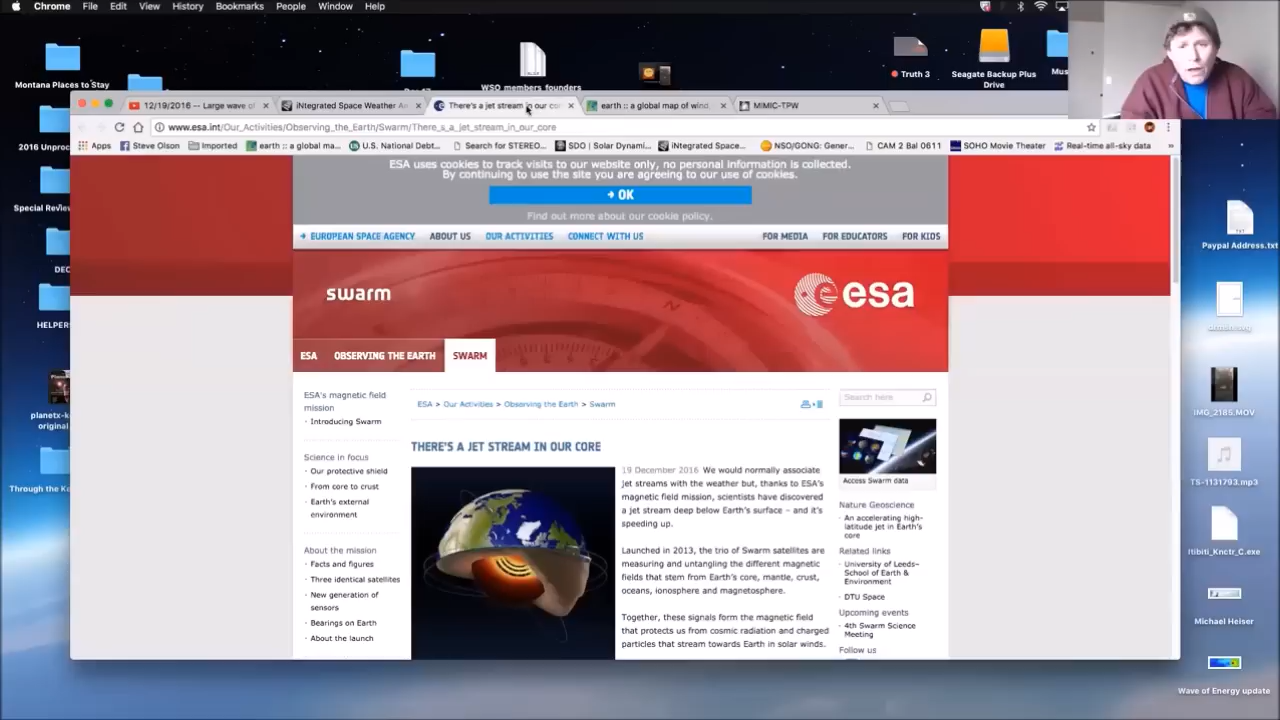 Chrome File Edit View History Bookmarks People Window Help
Montana Places to Stay
WSO members founders
Truth 3
Seagate Backup Plus
Drive
12/19/2016 -- Large wave o
iNtegrated Space Weather An
There's a jet stream in our co
earth :: a global map of wind,
MIMIC-TPW
www.esa.int/Our_Activities/Observing_the_Earth/Swarm/There_s_a_jet_stream_in_our_core
Apps Steve Olson Imported earth :: a global ma... U.S. National Debt... Search for STEREO... SDO | Solar Dynami... iNtegrated Space... NSO/GONG: Gener... CAM 2 Bal 0611 SOHO Movie Theater Real-time all-sky data »
ESA uses cookies to track visits to our website only, no personal information is collected.
By continuing to use the site you are agreeing to our use of cookies.
OK
Find out more about our cookie policy.
EUROPEAN SPACE AGENCY ABOUT US OUR ACTIVITIES CONNECT WITH US FOR MEDIA FOR EDUCATORS FOR KIDS
swarm
esa
ESA OBSERVING THE EARTH SWARM
ESA's magnetic field
mission
Introducing Swarm
Science in focus
Our protective shield
From core to crust
Earth's external
environment
About the mission
Facts and figures
Three identical satellites
New generation of
sensors
Bearings on Earth
About the launch
ESA > Our Activities > Observing the Earth > Swarm
THERE'S A JET STREAM IN OUR CORE
19 December 2016 We would normally associate
jet streams with the weather but, thanks to ESA's
magnetic field mission, scientists have discovered
a jet stream deep below Earth's surface – and it's
speeding up.
Launched in 2013, the trio of Swarm satellites are
measuring and untangling the different magnetic
fields that stem from Earth's core, mantle, crust,
oceans, ionosphere and magnetosphere.
Together, these signals form the magnetic field
that protects us from cosmic radiation and charged
particles that stream towards Earth in solar winds.
Search here
Access Swarm data
Nature Geoscience
An accelerating high-
latitude jet in Earth's
core
Related links
University of Leeds–
School of Earth &
Environment
DTU Space
Upcoming events
4th Swarm Science
Meeting
Follow us
2016 Unproc
Special Review
DEC
HELPER
planetx-k
original
Through the Ke
Paypal Address.txt
IMG_2185.MOV
TS-1131793.mp3
Itibiti_Knctr_C.exe
Michael Heiser
Wave of Energy update